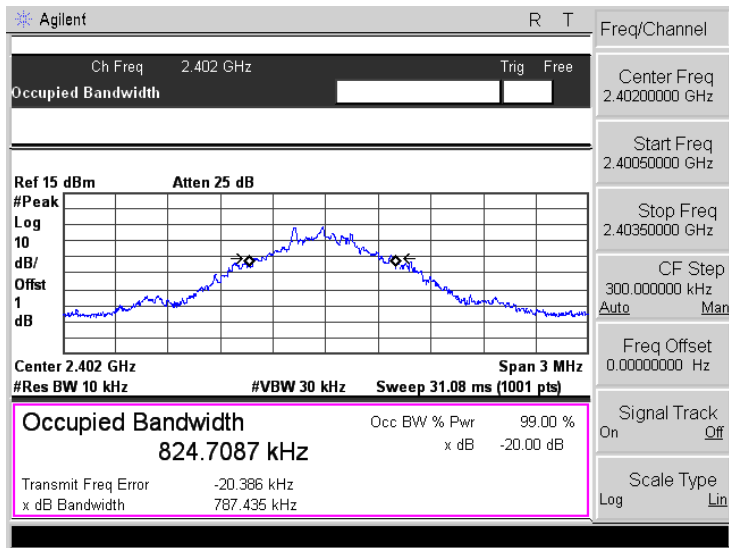 Agilent R T
Ch Freq 2.402 GHz Trig Free
Occupied Bandwidth
Ref 15 dBm Atten 25 dB
#Peak
Log
10
dB/
Offst
1
dB
Center 2.402 GHz Span 3 MHz
#Res BW 10 kHz #VBW 30 kHz Sweep 31.08 ms (1001 pts)
Occupied Bandwidth
824.7087 kHz
Occ BW % Pwr 99.00 %
x dB -20.00 dB
Transmit Freq Error -20.386 kHz
x dB Bandwidth 787.435 kHz
Freq/Channel
Center Freq
2.40200000 GHz
Start Freq
2.40050000 GHz
Stop Freq
2.40350000 GHz
CF Step
300.000000 kHz
Auto Man
Freq Offset
0.00000000 Hz
Signal Track
On Off
Scale Type
Log Lin